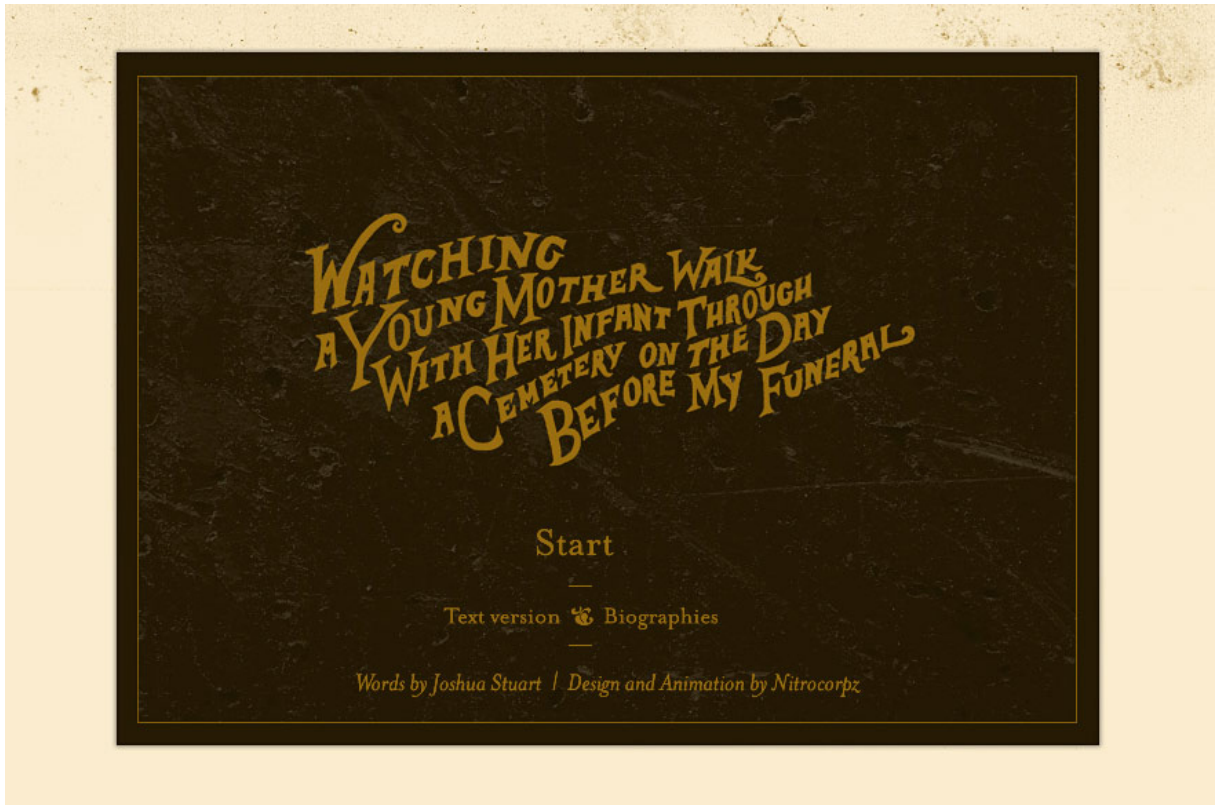 WATCHING
A YOUNG MOTHER WALK
WITH HER INFANT THROUGH
A CEMETERY ON THE DAY
BEFORE MY FUNERAL
Start
Text version ❦ Biographies
Words by Joshua Stuart | Design and Animation by Nitrocorpz